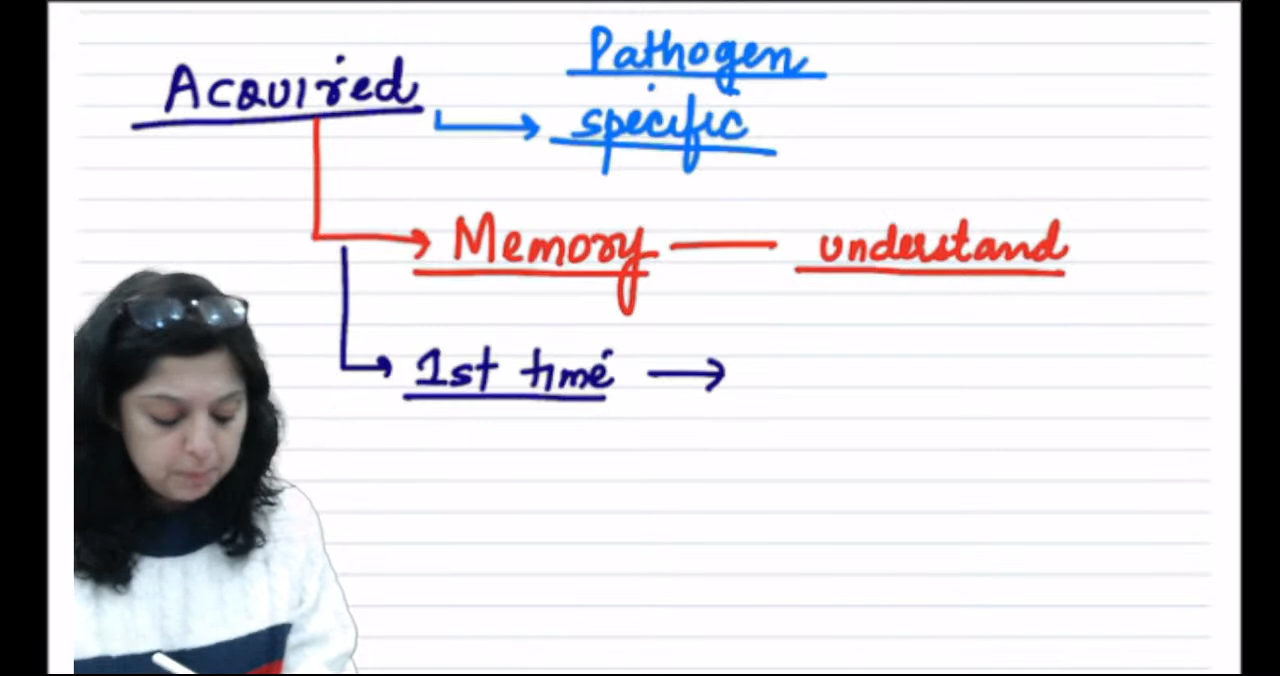 Acquired
Pathogen
specific
Memory — understand
1st time →